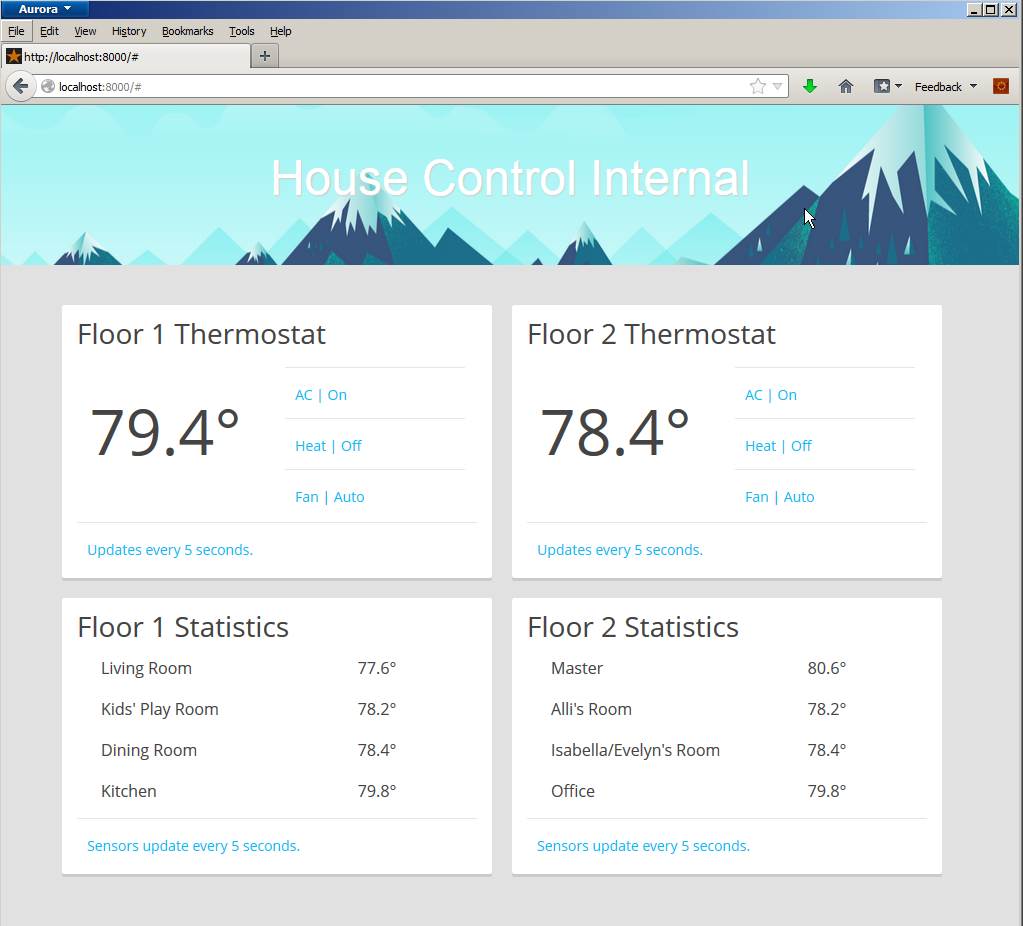 Aurora
File Edit View History Bookmarks Tools Help
http://localhost:8000/#
localhost:8000/#
Feedback
House Control Internal
Floor 1 Thermostat
79.4°
AC | On
Heat | Off
Fan | Auto
Updates every 5 seconds.
Floor 2 Thermostat
78.4°
AC | On
Heat | Off
Fan | Auto
Updates every 5 seconds.
Floor 1 Statistics
Living Room 77.6°
Kids' Play Room 78.2°
Dining Room 78.4°
Kitchen 79.8°
Sensors update every 5 seconds.
Floor 2 Statistics
Master 80.6°
Alli's Room 78.2°
Isabella/Evelyn's Room 78.4°
Office 79.8°
Sensors update every 5 seconds.